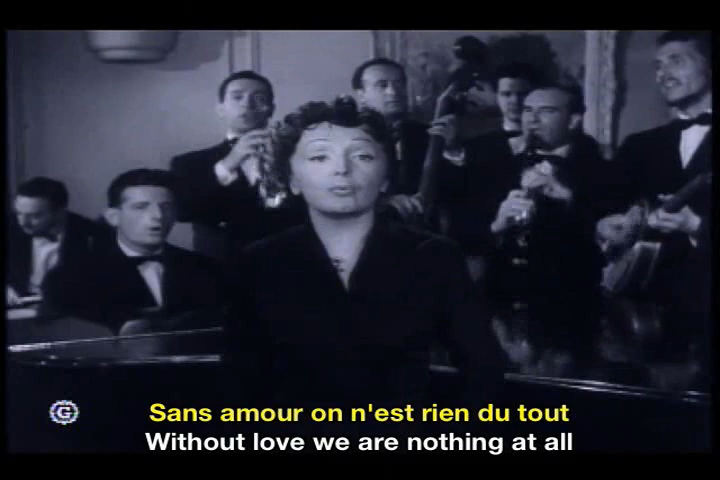 G
Sans amour on n'est rien du tout
Without love we are nothing at all